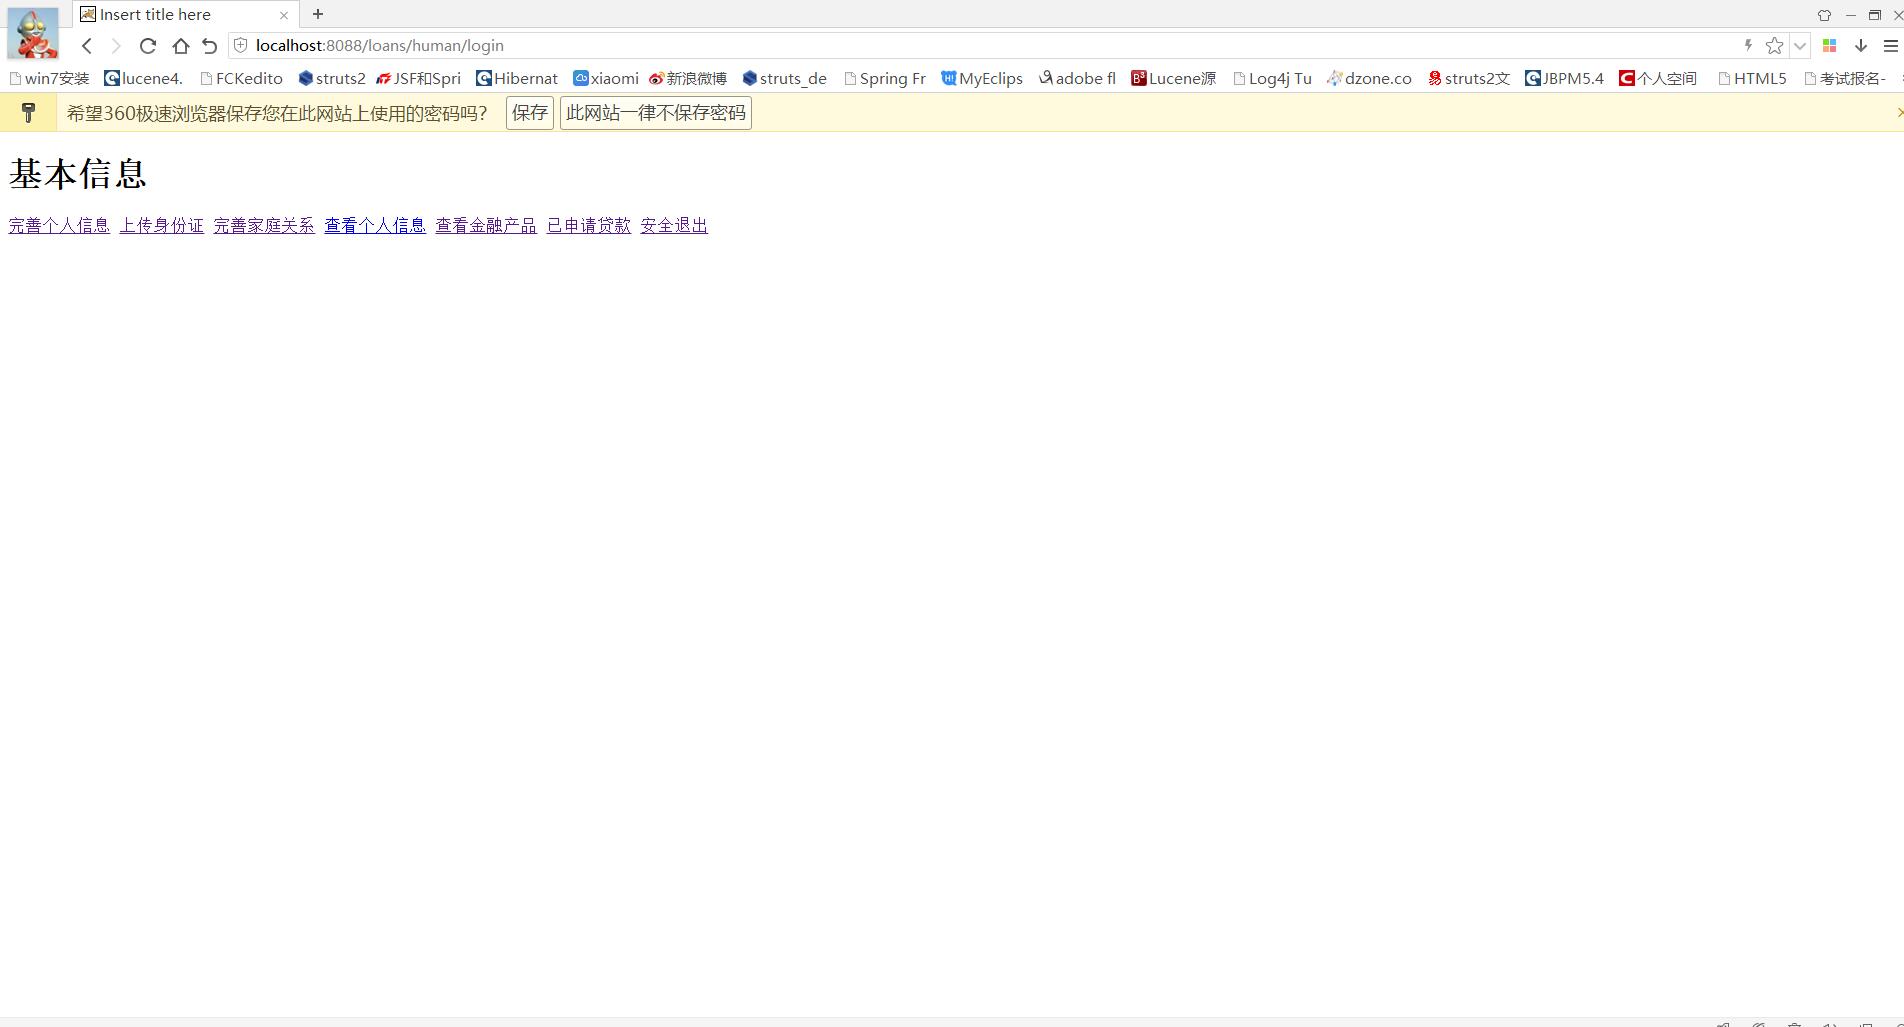 Insert title here
localhost:8088/loans/human/login
win7安装 lucene4. FCKedito struts2 JSF和Spri Hibernat xiaomi 新浪微博 struts_de Spring Fr MyEclips adobe fl Lucene源 Log4j Tu dzone.co struts2文 JBPM5.4 个人空间 HTML5 考试报名-
希望360极速浏览器保存您在此网站上使用的密码吗? 保存 此网站一律不保存密码
基本信息
完善个人信息 上传身份证 完善家庭关系 查看个人信息 查看金融产品 已申请贷款 安全退出